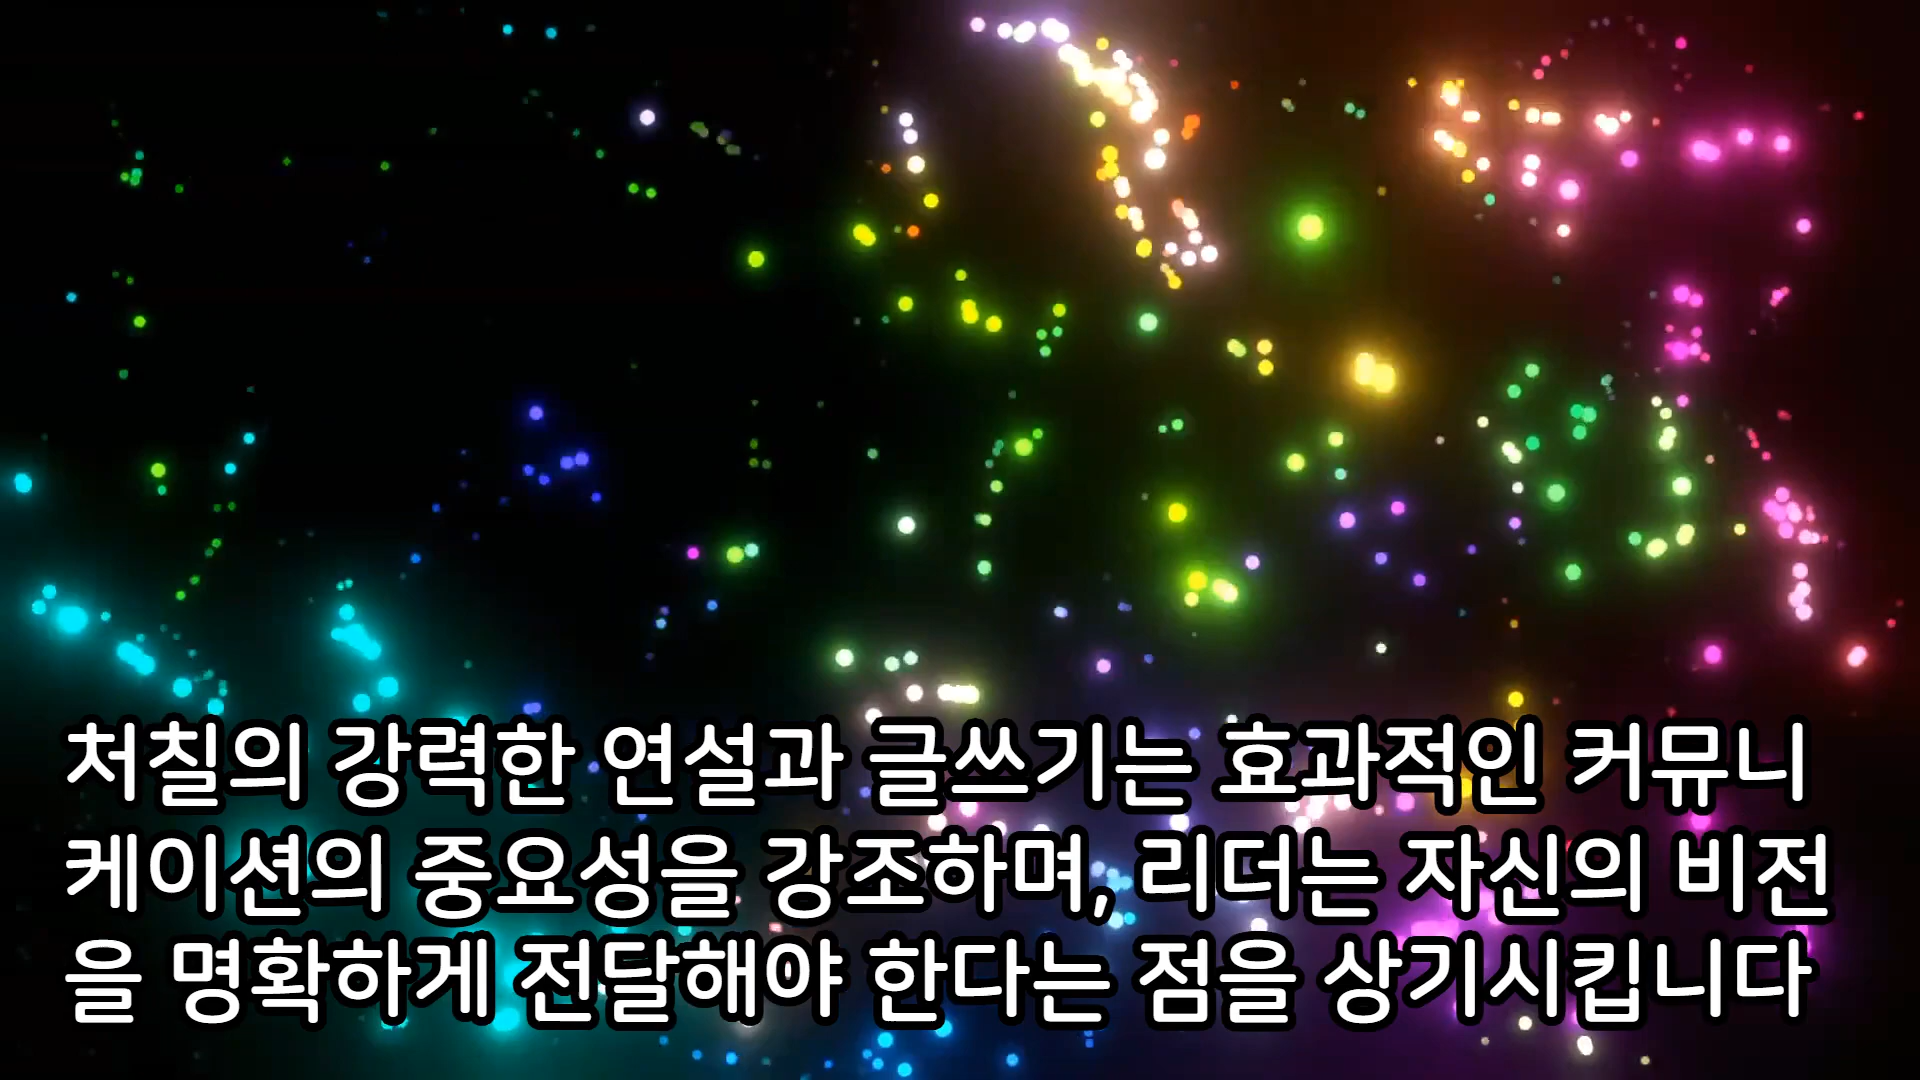 처칠의 강력한 연설과 글쓰기는 효과적인 커뮤니
케이션의 중요성을 강조하며, 리더는 자신의 비전
을 명확하게 전달해야 한다는 점을 상기시킵니다